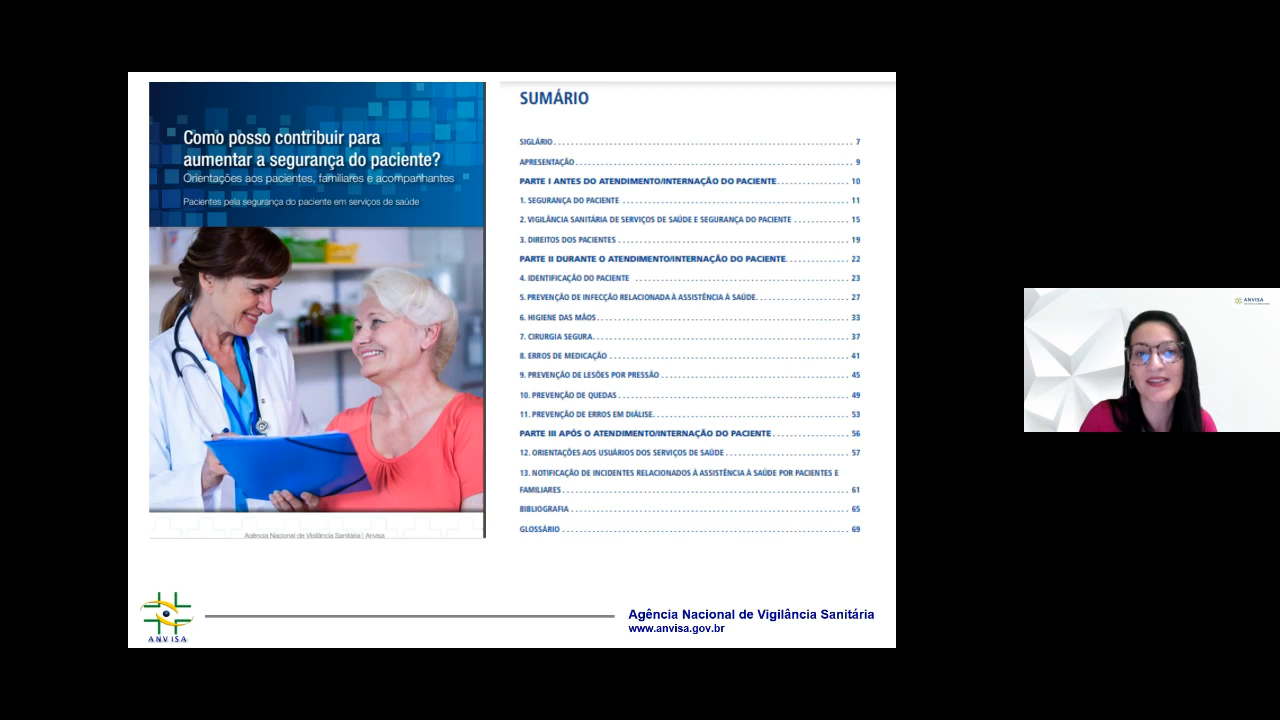 Como posso contribuir para
aumentar a segurança do paciente?
Orientações aos pacientes, familiares e acompanhantes
Pacientes pela segurança do paciente em serviços de saúde
Agência Nacional de Vigilância Sanitária | Anvisa
SUMÁRIO
SIGLÁRIO 7
APRESENTAÇÃO 9
PARTE I ANTES DO ATENDIMENTO/INTERNAÇÃO DO PACIENTE 10
1. SEGURANÇA DO PACIENTE 11
2. VIGILÂNCIA SANITÁRIA DE SERVIÇOS DE SAÚDE E SEGURANÇA DO PACIENTE 15
3. DIREITOS DOS PACIENTES 19
PARTE II DURANTE O ATENDIMENTO/INTERNAÇÃO DO PACIENTE 22
4. IDENTIFICAÇÃO DO PACIENTE 23
5. PREVENÇÃO DE INFECÇÃO RELACIONADA À ASSISTÊNCIA À SAÚDE 27
6. HIGIENE DAS MÃOS 33
7. CIRURGIA SEGURA 37
8. ERROS DE MEDICAÇÃO 41
9. PREVENÇÃO DE LESÕES POR PRESSÃO 45
10. PREVENÇÃO DE QUEDAS 49
11. PREVENÇÃO DE ERROS EM DIÁLISE 53
PARTE III APÓS O ATENDIMENTO/INTERNAÇÃO DO PACIENTE 56
12. ORIENTAÇÕES AOS USUÁRIOS DOS SERVIÇOS DE SAÚDE 57
13. NOTIFICAÇÃO DE INCIDENTES RELACIONADOS À ASSISTÊNCIA À SAÚDE POR PACIENTES E
FAMILIARES 61
BIBLIOGRAFIA 65
GLOSSÁRIO 69
ANVISA
Agência Nacional de Vigilância Sanitária
www.anvisa.gov.br
ANVISA